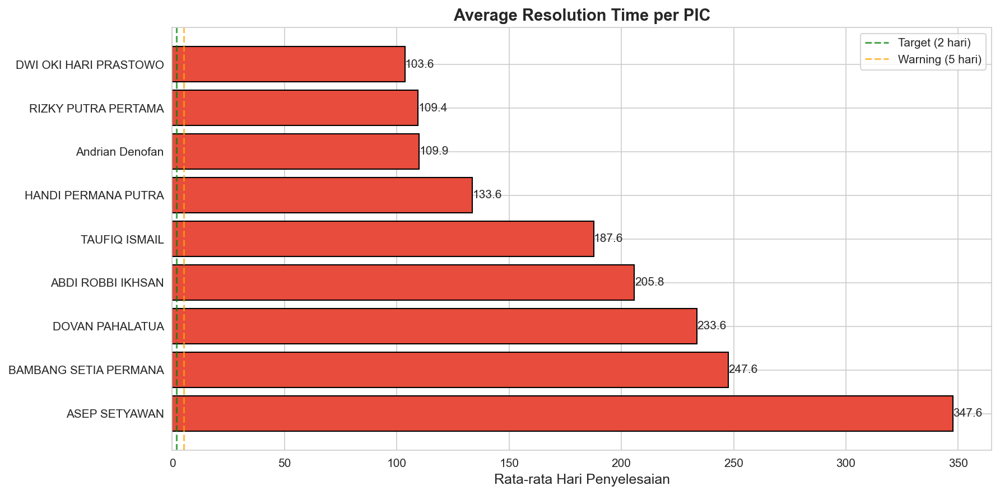 Average Resolution Time per PIC
Target (2 hari)
Warning (5 hari)
DWI OKI HARI PRASTOWO
103.6
RIZKY PUTRA PERTAMA
109.4
Andrian Denofan
109.9
HANDI PERMANA PUTRA
133.6
TAUFIQ ISMAIL
187.6
ABDI ROBBI IKHSAN
205.8
DOVAN PAHALATUA
233.6
BAMBANG SETIA PERMANA
247.6
ASEP SETYAWAN
347.6
0 50 100 150 200 250 300 350
Rata-rata Hari Penyelesaian